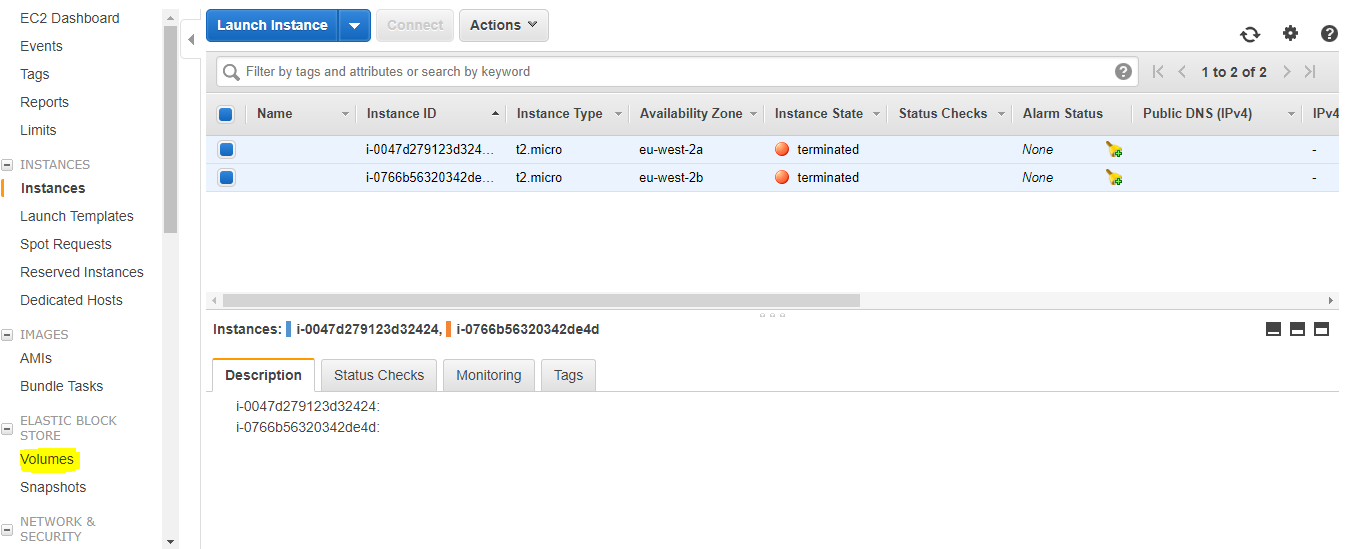 EC2 Dashboard
Events
Tags
Reports
Limits
INSTANCES
Instances
Launch Templates
Spot Requests
Reserved Instances
Dedicated Hosts
IMAGES
AMIs
Bundle Tasks
ELASTIC BLOCK
STORE
Volumes
Snapshots
NETWORK &
SECURITY
Launch Instance Connect Actions
Filter by tags and attributes or search by keyword 1 to 2 of 2
Name Instance ID Instance Type Availability Zone Instance State Status Checks Alarm Status Public DNS (IPv4) IPv4
i-0047d279123d324... t2.micro eu-west-2a terminated None -
i-0766b56320342de... t2.micro eu-west-2b terminated None -
Instances: i-0047d279123d32424, i-0766b56320342de4d
Description Status Checks Monitoring Tags
i-0047d279123d32424:
i-0766b56320342de4d: